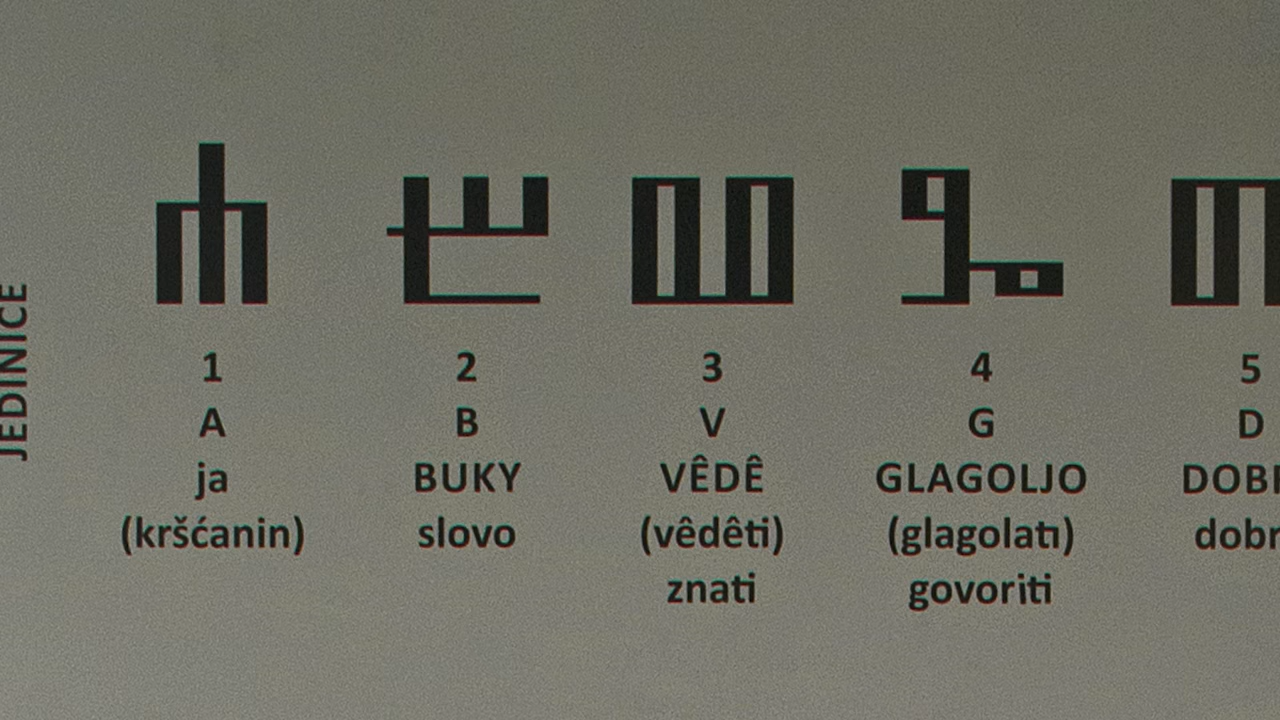 JEDINICE
Ⰰ Ⰱ Ⰲ Ⰳ Ⰴ
1 2 3 4 5
A B V G D
ja BUKY VÊDÊ GLAGOLJO
(kršćanin) slovo (vêdêti) (glagolati)
znati govoriti